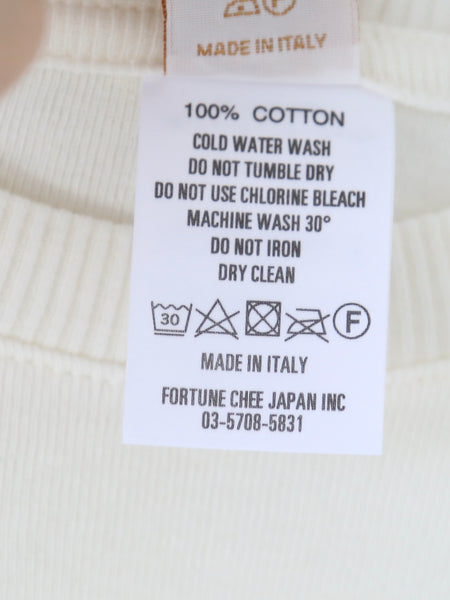 MADE IN ITALY
100% COTTON
COLD WATER WASH
DO NOT TUMBLE DRY
DO NOT USE CHLORINE BLEACH
MACHINE WASH 30°
DO NOT IRON
DRY CLEAN
30 F
MADE IN ITALY
FORTUNE CHEE JAPAN INC
03-5708-5831